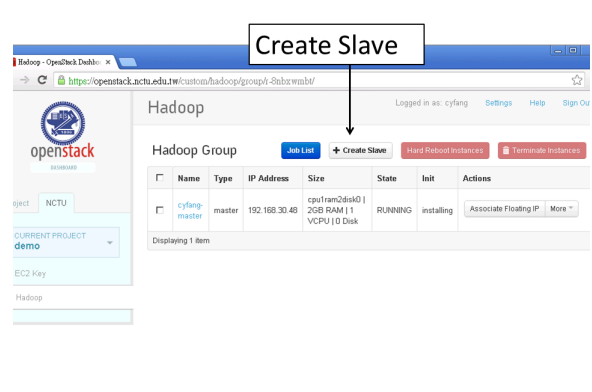 Create Slave
Hadoop - OpenStack Dashbo ×
https://openstack.nctu.edu.tw/custom/hadoop/group/r-8nbxwmbt/
Hadoop
Logged in as: cyfang Settings Help Sign Ou
openstack
DASHBOARD
Hadoop Group
Job List
+ Create Slave
Hard Reboot Instances
Terminate Instances
Name Type IP Address Size State Init Actions
cyfang-master master 192.168.30.48 cpu1ram2disk0 | 2GB RAM | 1 VCPU | 0 Disk RUNNING installing Associate Floating IP More
Displaying 1 item
oject NCTU
CURRENT PROJECT
demo
EC2 Key
Hadoop